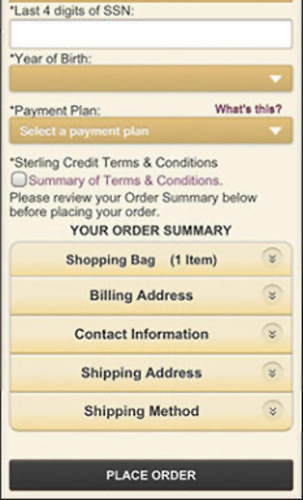 *Last 4 digits of SSN:
*Year of Birth:
*Payment Plan: What's this?
Select a payment plan
*Sterling Credit Terms & Conditions
Summary of Terms & Conditions.
Please review your Order Summary below
before placing your order.
YOUR ORDER SUMMARY
Shopping Bag (1 Item)
Billing Address
Contact Information
Shipping Address
Shipping Method
PLACE ORDER